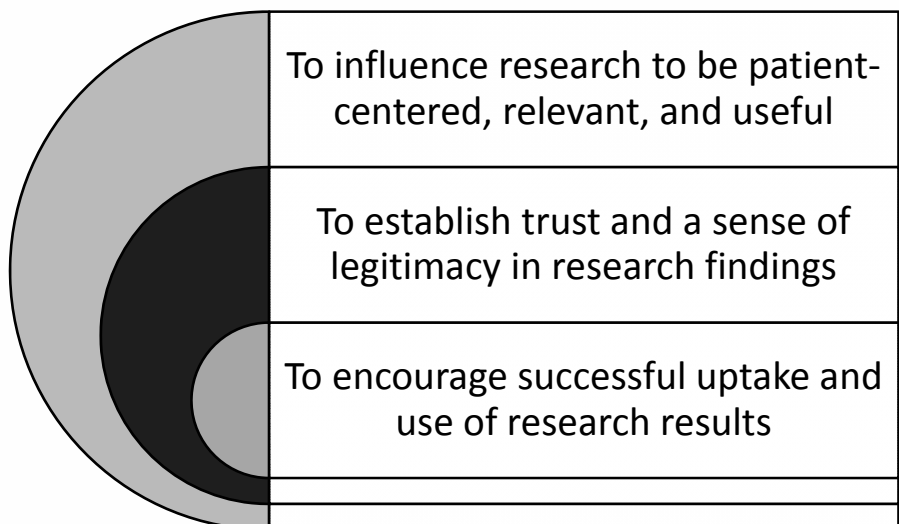 To influence research to be patient-
centered, relevant, and useful
To establish trust and a sense of
legitimacy in research findings
To encourage successful uptake and
use of research results